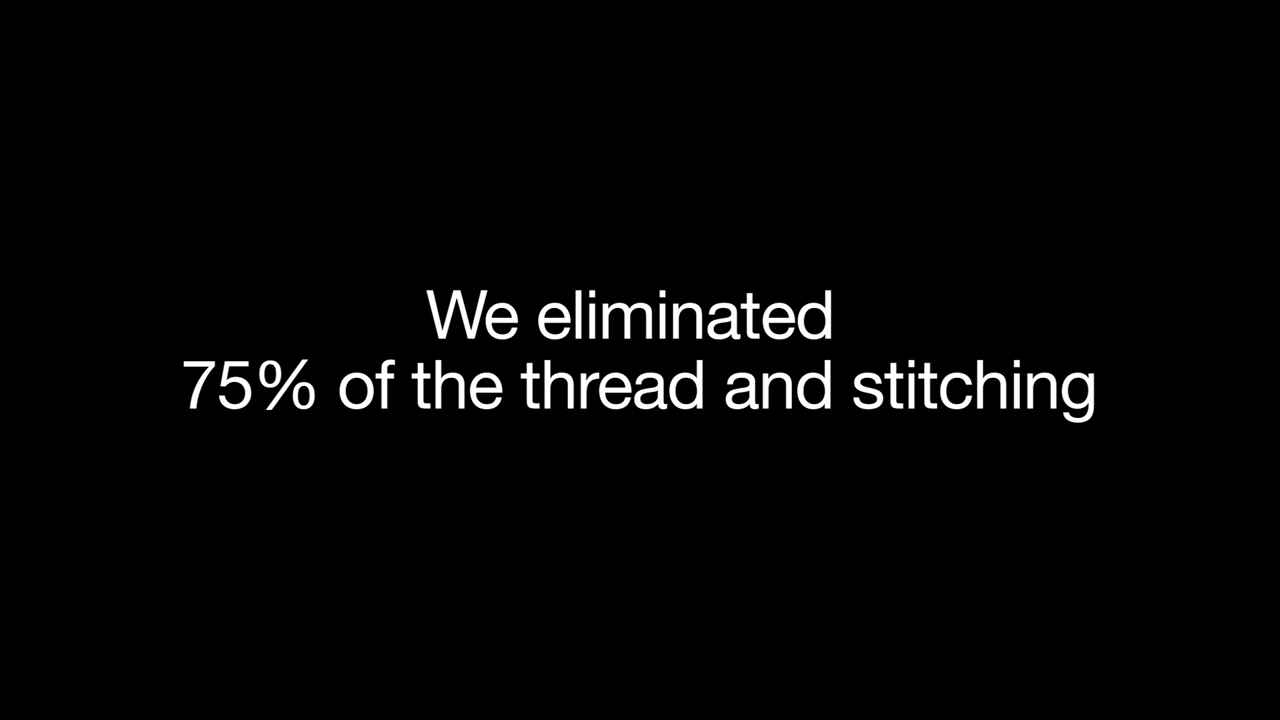 We eliminated
75% of the thread and stitching